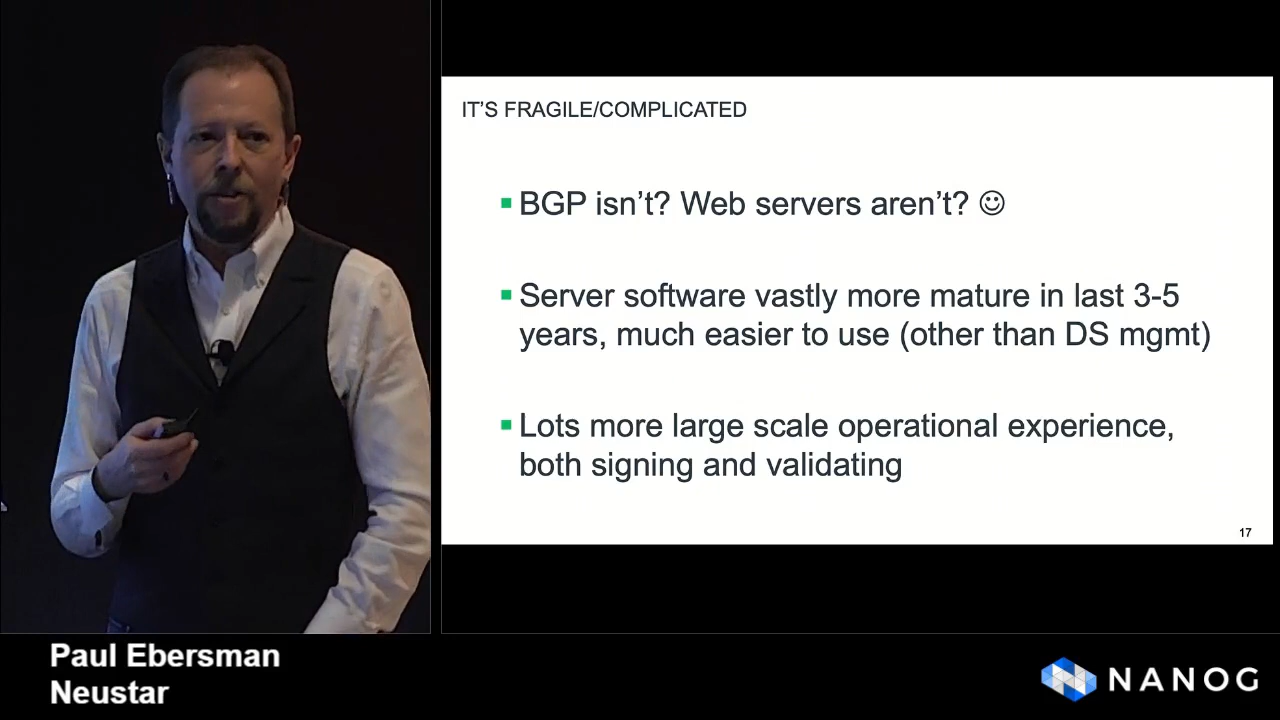 IT'S FRAGILE/COMPLICATED
▪ BGP isn't? Web servers aren't? ☺
▪ Server software vastly more mature in last 3-5
years, much easier to use (other than DS mgmt)
▪ Lots more large scale operational experience,
both signing and validating
17
Paul Ebersman
Neustar
NANOG